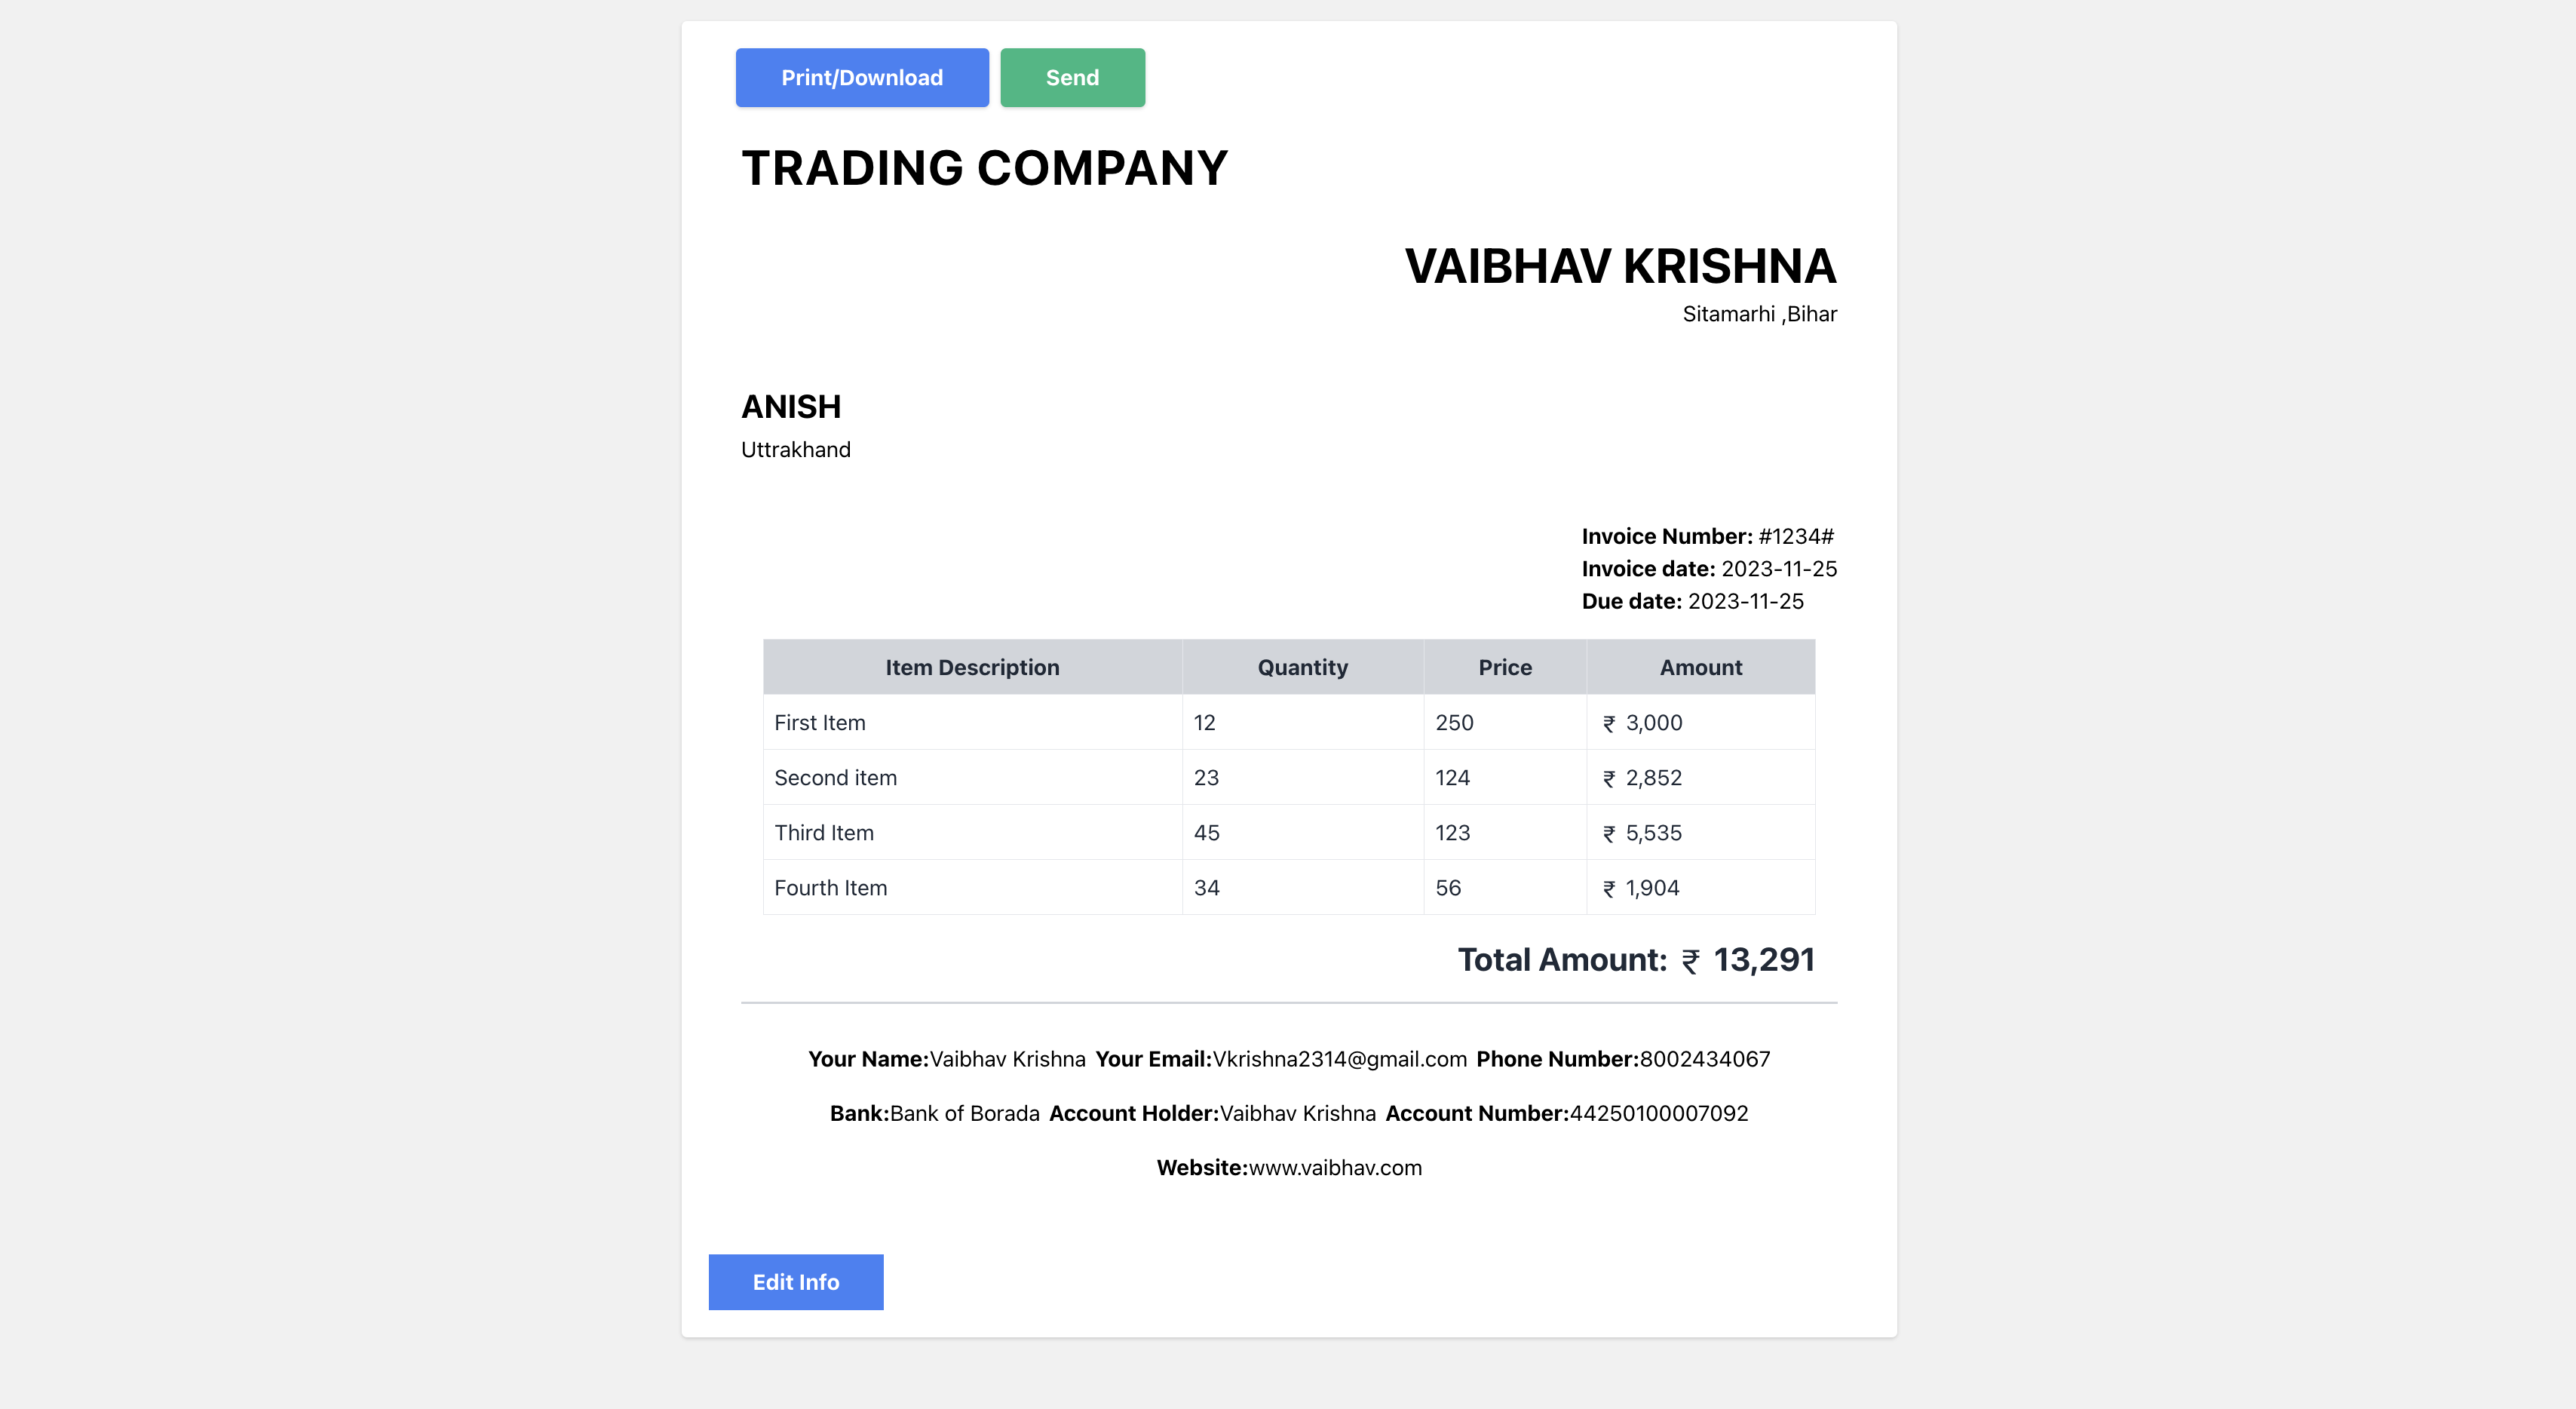 Print/Download Send
TRADING COMPANY
VAIBHAV KRISHNA
Sitamarhi ,Bihar
ANISH
Uttrakhand
Invoice Number: #1234#
Invoice date: 2023-11-25
Due date: 2023-11-25
Item Description Quantity Price Amount
First Item 12 250 ₹ 3,000
Second item 23 124 ₹ 2,852
Third Item 45 123 ₹ 5,535
Fourth Item 34 56 ₹ 1,904
Total Amount: ₹ 13,291
Your Name:Vaibhav Krishna Your Email:Vkrishna2314@gmail.com Phone Number:8002434067
Bank:Bank of Borada Account Holder:Vaibhav Krishna Account Number:44250100007092
Website:www.vaibhav.com
Edit Info